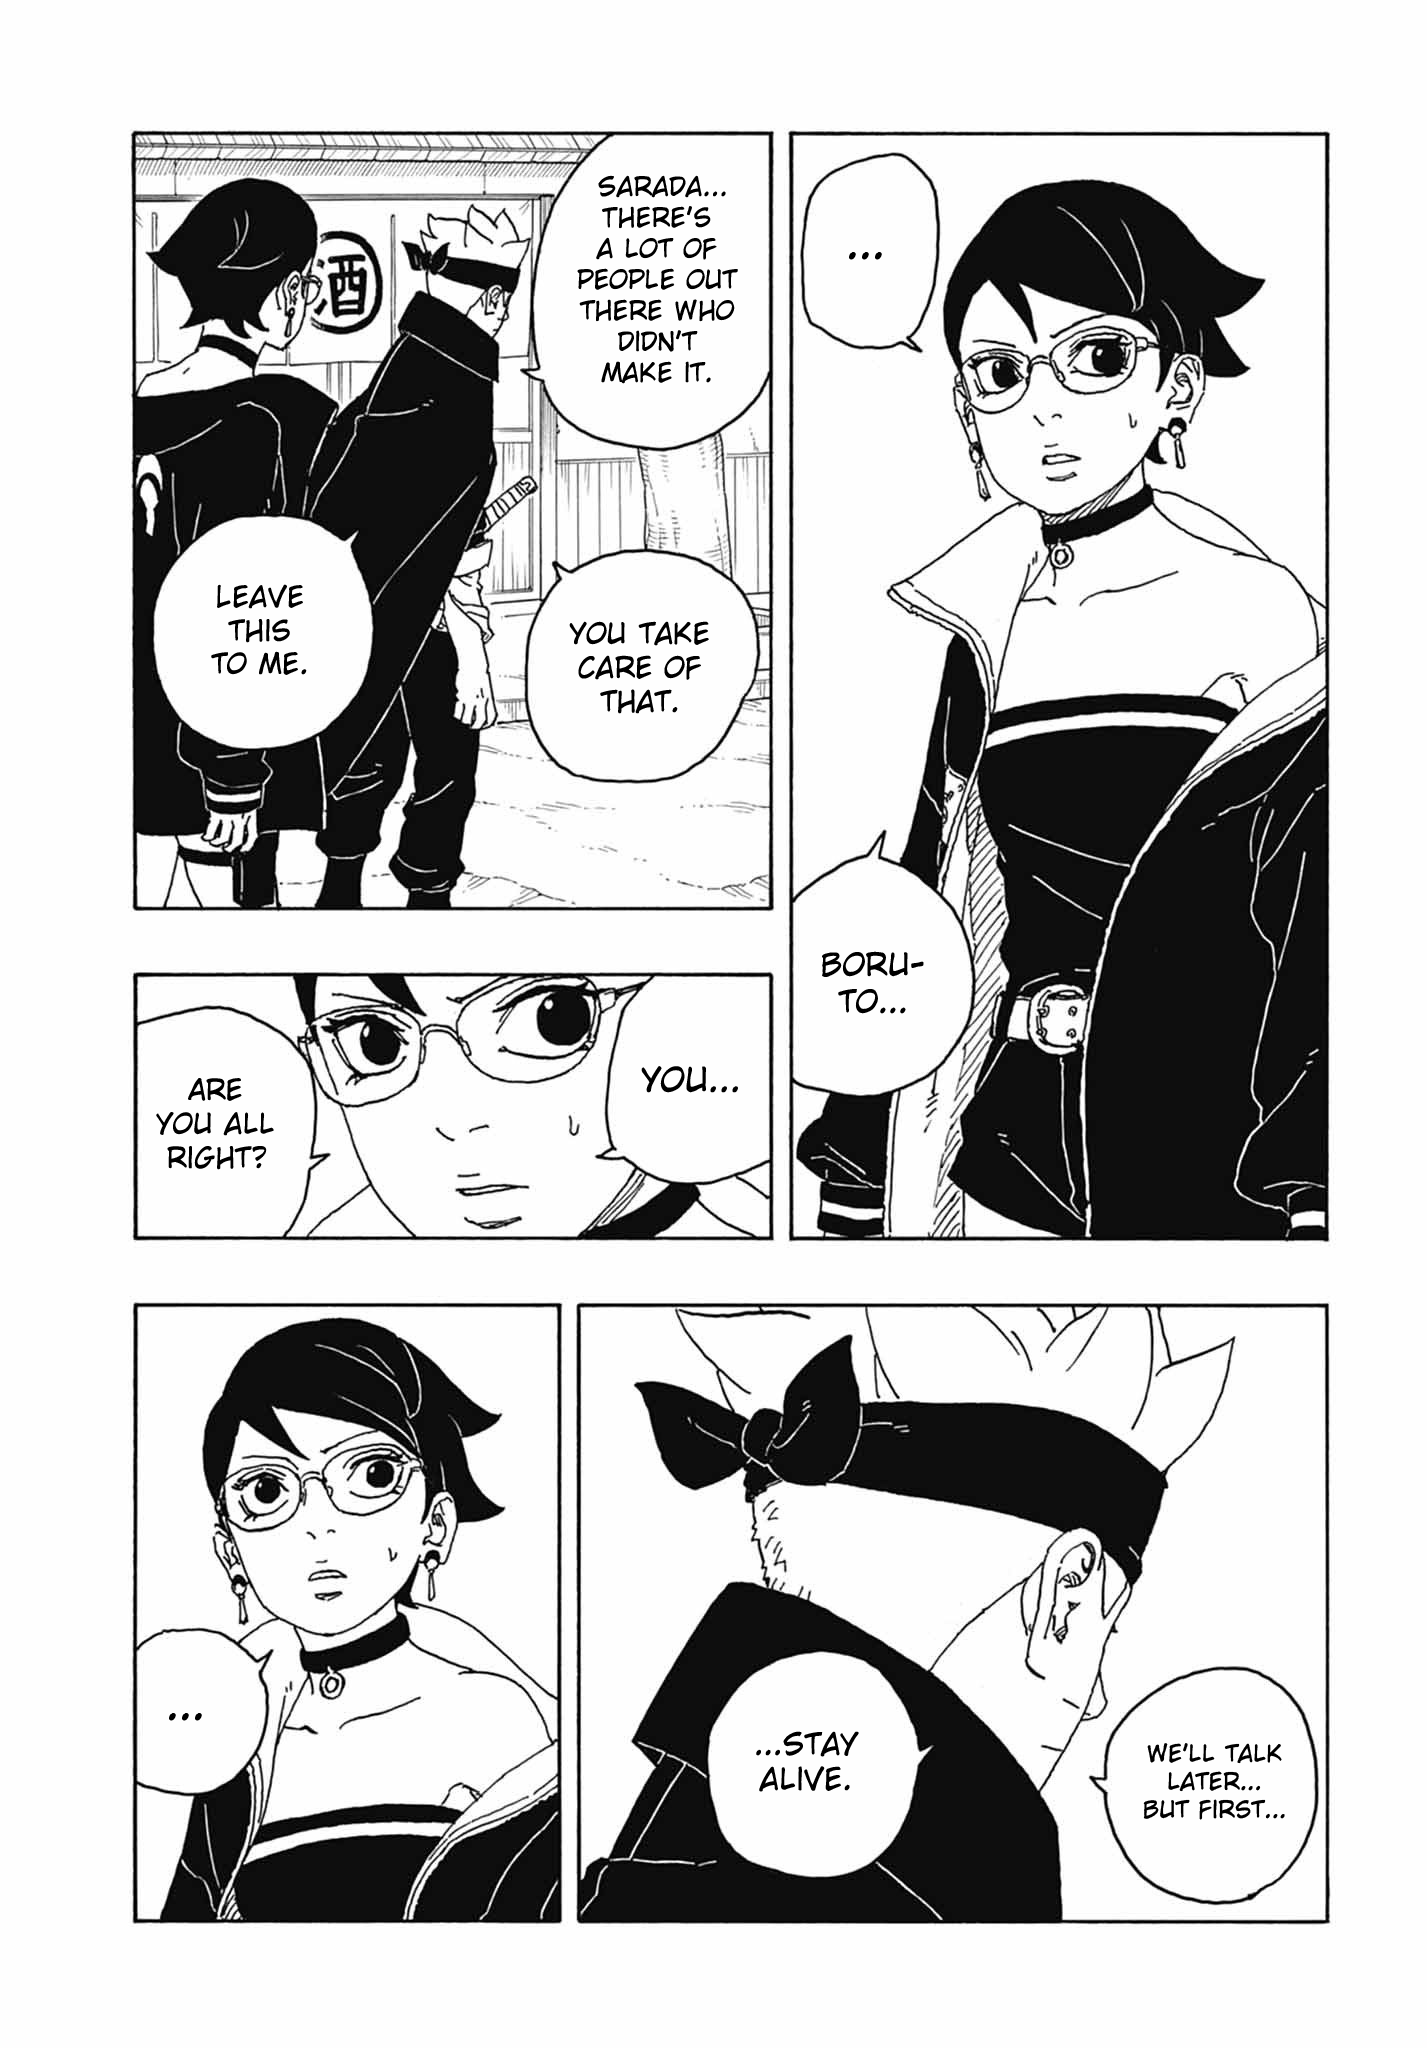 ...
BORU-
TO...
SARADA...
THERE'S
A LOT OF
PEOPLE OUT
THERE WHO
DIDN'T
MAKE IT.
YOU TAKE
CARE OF
THAT.
LEAVE
THIS
TO ME.
酒
YOU...
ARE
YOU ALL
RIGHT?
WE'LL TALK
LATER...
BUT FIRST...
...STAY
ALIVE.
...